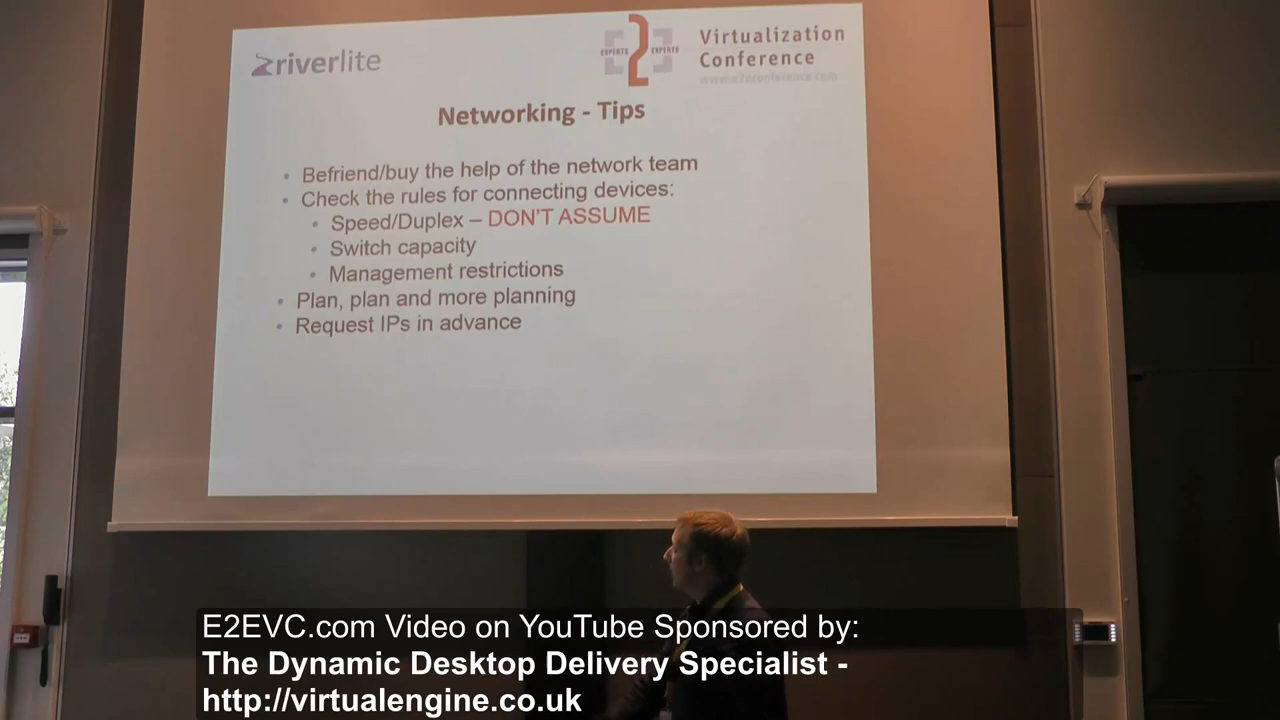 riverlite
EXPERTS 2 EXPERTS
Virtualization
Conference
www.e2econference.com
Networking - Tips
• Befriend/buy the help of the network team
• Check the rules for connecting devices:
• Speed/Duplex – DON'T ASSUME
• Switch capacity
• Management restrictions
• Plan, plan and more planning
• Request IPs in advance
E2EVC.com Video on YouTube Sponsored by:
The Dynamic Desktop Delivery Specialist -
http://virtualengine.co.uk